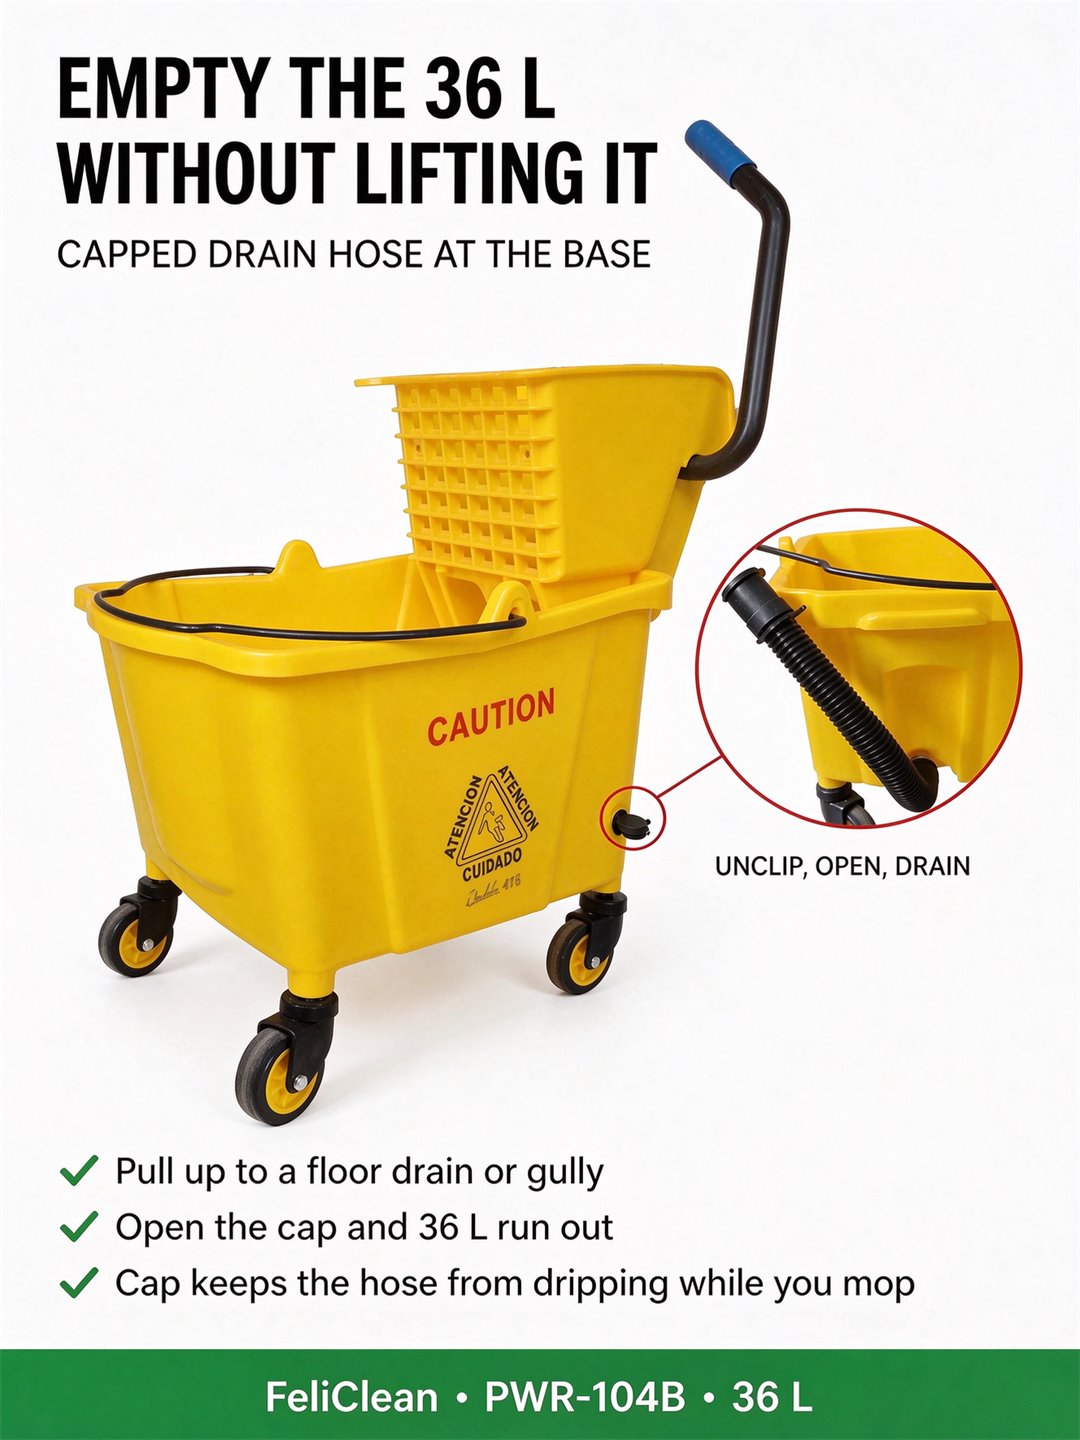 EMPTY THE 36 L
WITHOUT LIFTING IT
CAPPED DRAIN HOSE AT THE BASE
CAUTION
ATENCION
ATENCION
CUIDADO
UNCLIP, OPEN, DRAIN
Pull up to a floor drain or gully
Open the cap and 36 L run out
Cap keeps the hose from dripping while you mop
FeliClean • PWR-104B • 36 L